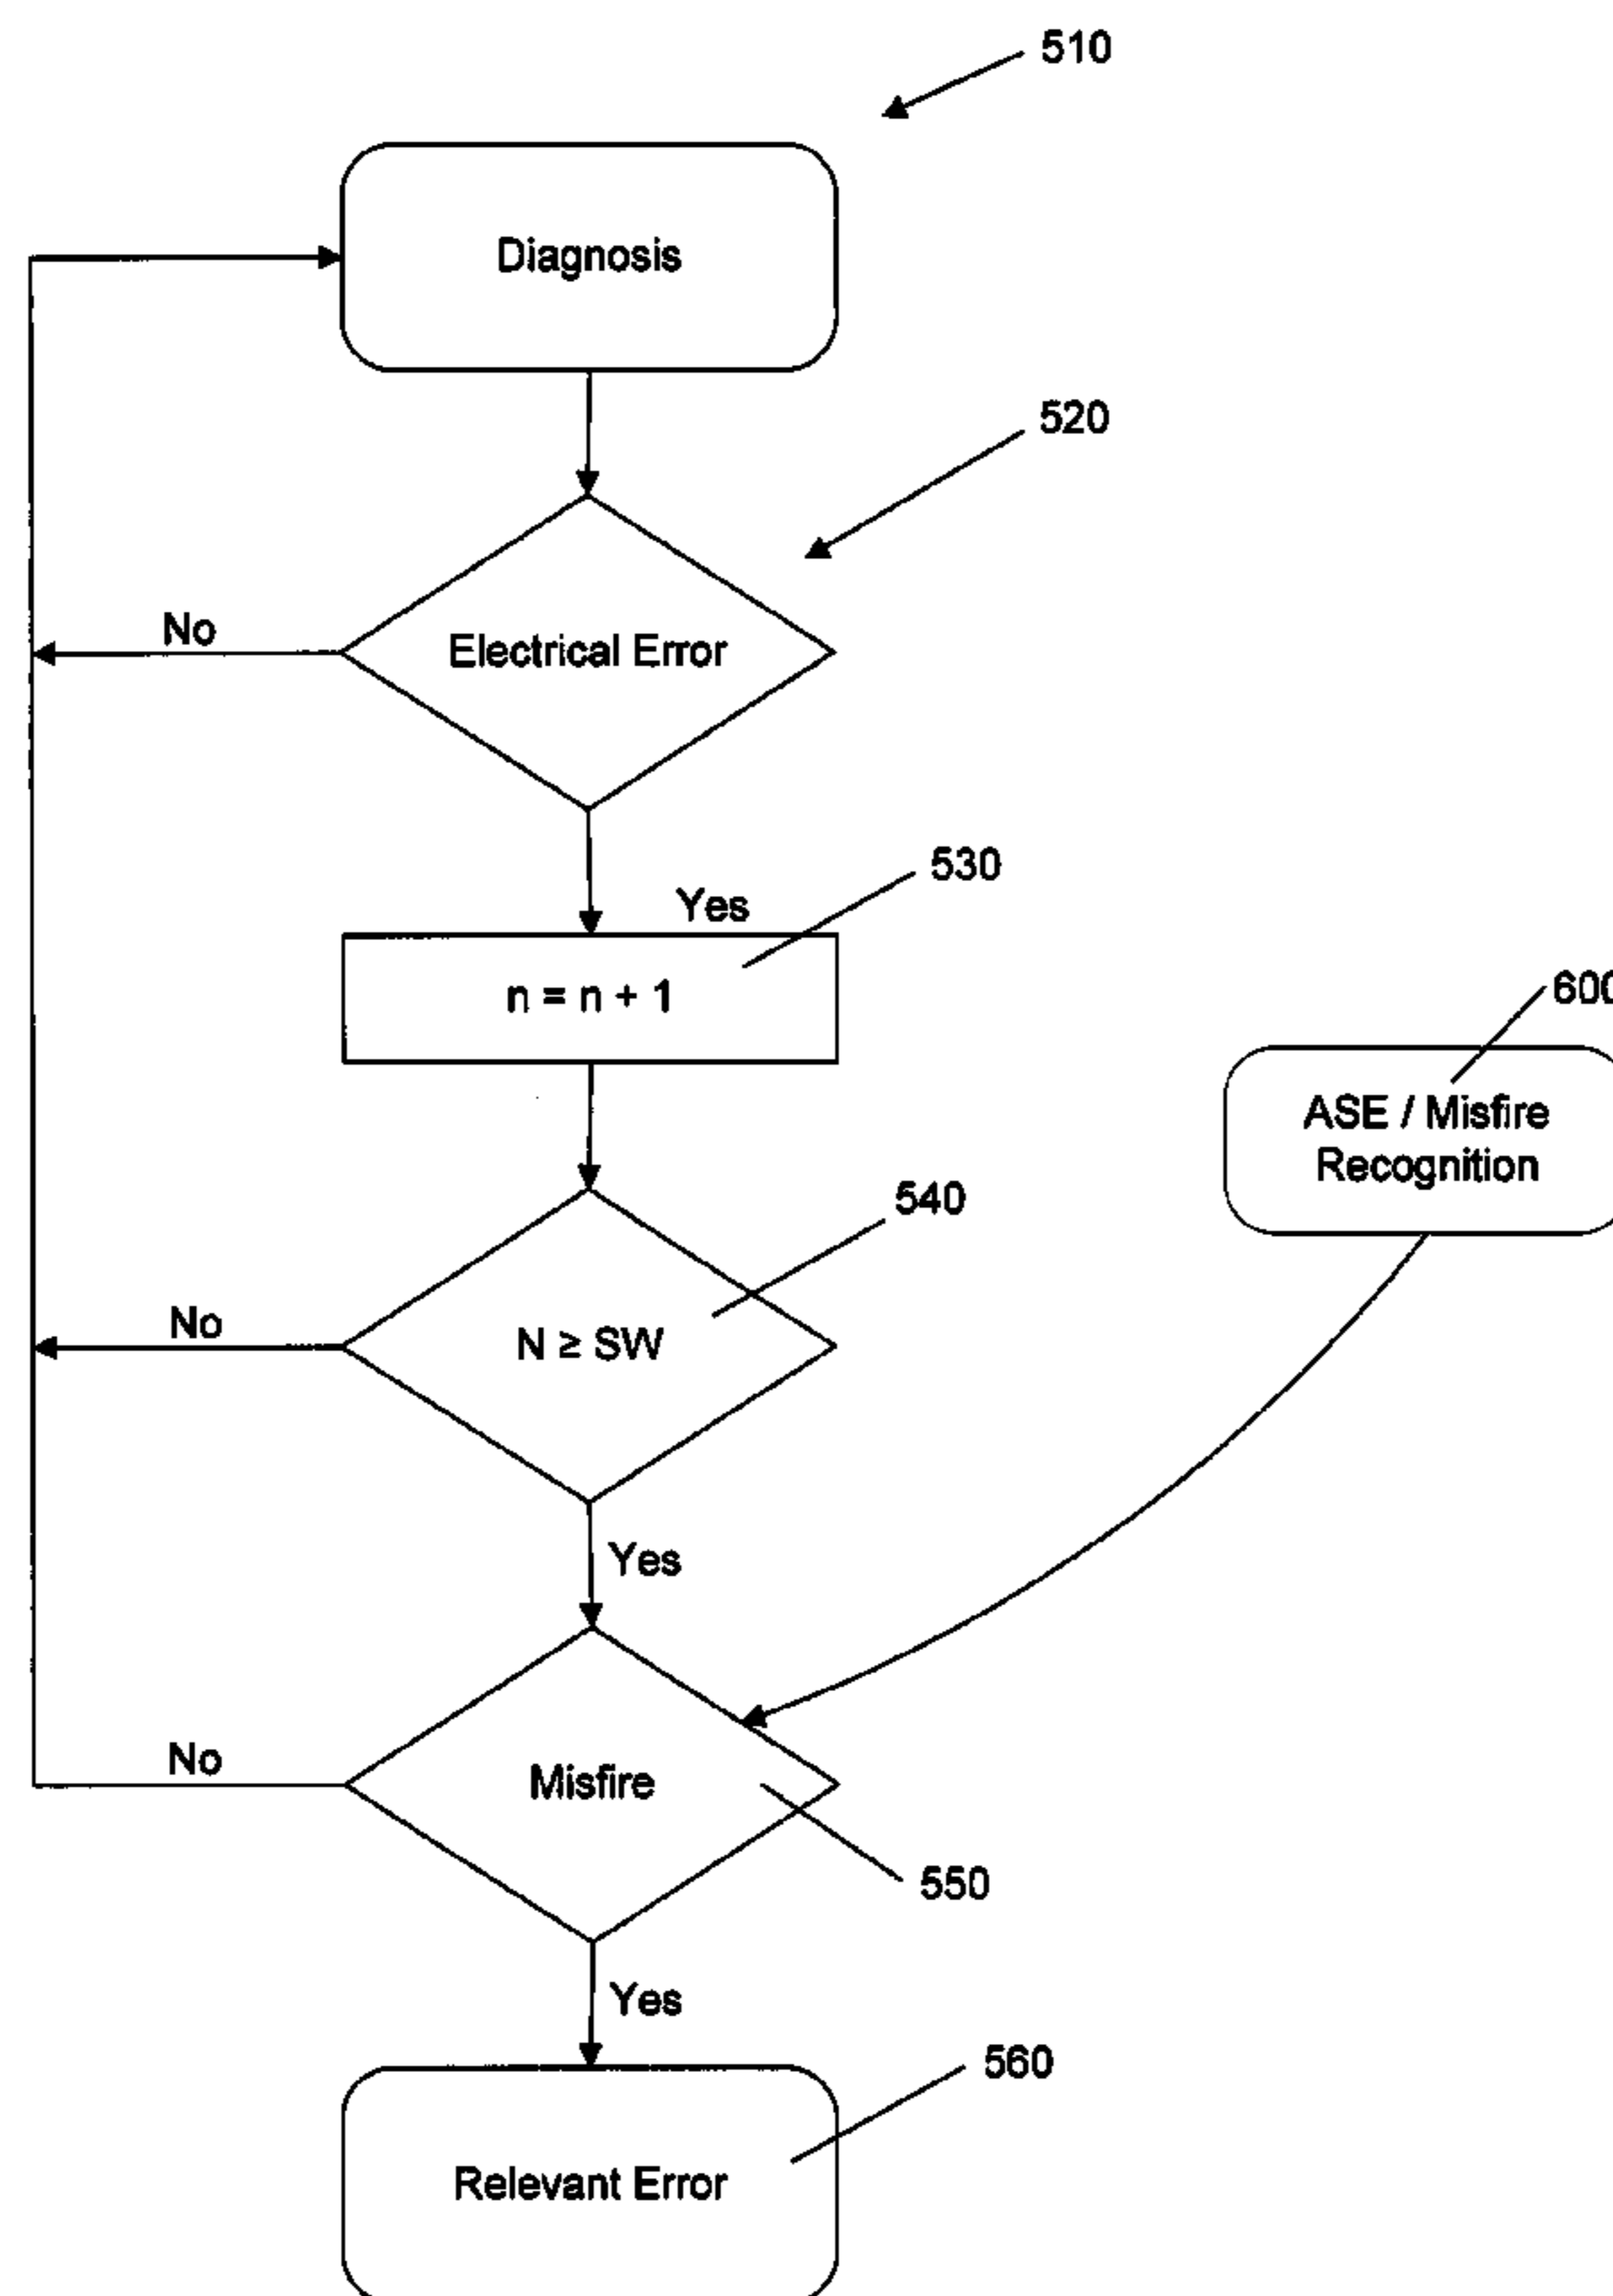 510
Diagnosis
520
No
Electrical Error
530
Yes
n = n + 1
600
ASE / Misfire
Recognition
540
No
N ≥ SW
Yes
No
Misfire
550
Yes
560
Relevant Error